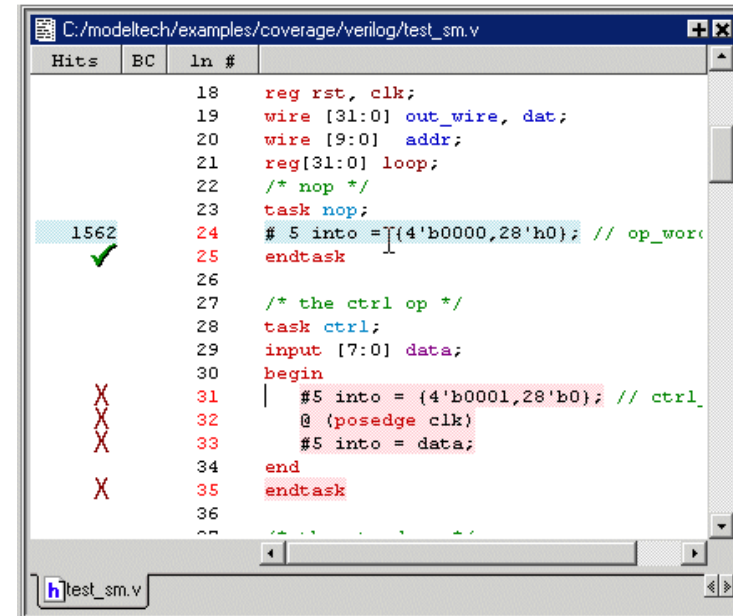 C:/modeltech/examples/coverage/verilog/test_sm.v
Hits BC ln #
18 reg rst, clk;
19 wire [31:0] out_wire, dat;
20 wire [9:0]  addr;
21 reg[31:0] loop;
22 /* nop */
23 task nop;
1562 24 # 5 into = {4'b0000,28'h0}; // op_word
25 endtask
26
27 /* the ctrl op */
28 task ctrl;
29 input [7:0] data;
30 begin
X 31 #5 into = {4'b0001,28'b0}; // ctrl_
X 32 @ (posedge clk)
X 33 #5 into = data;
34 end
X 35 endtask
36
h test_sm.v